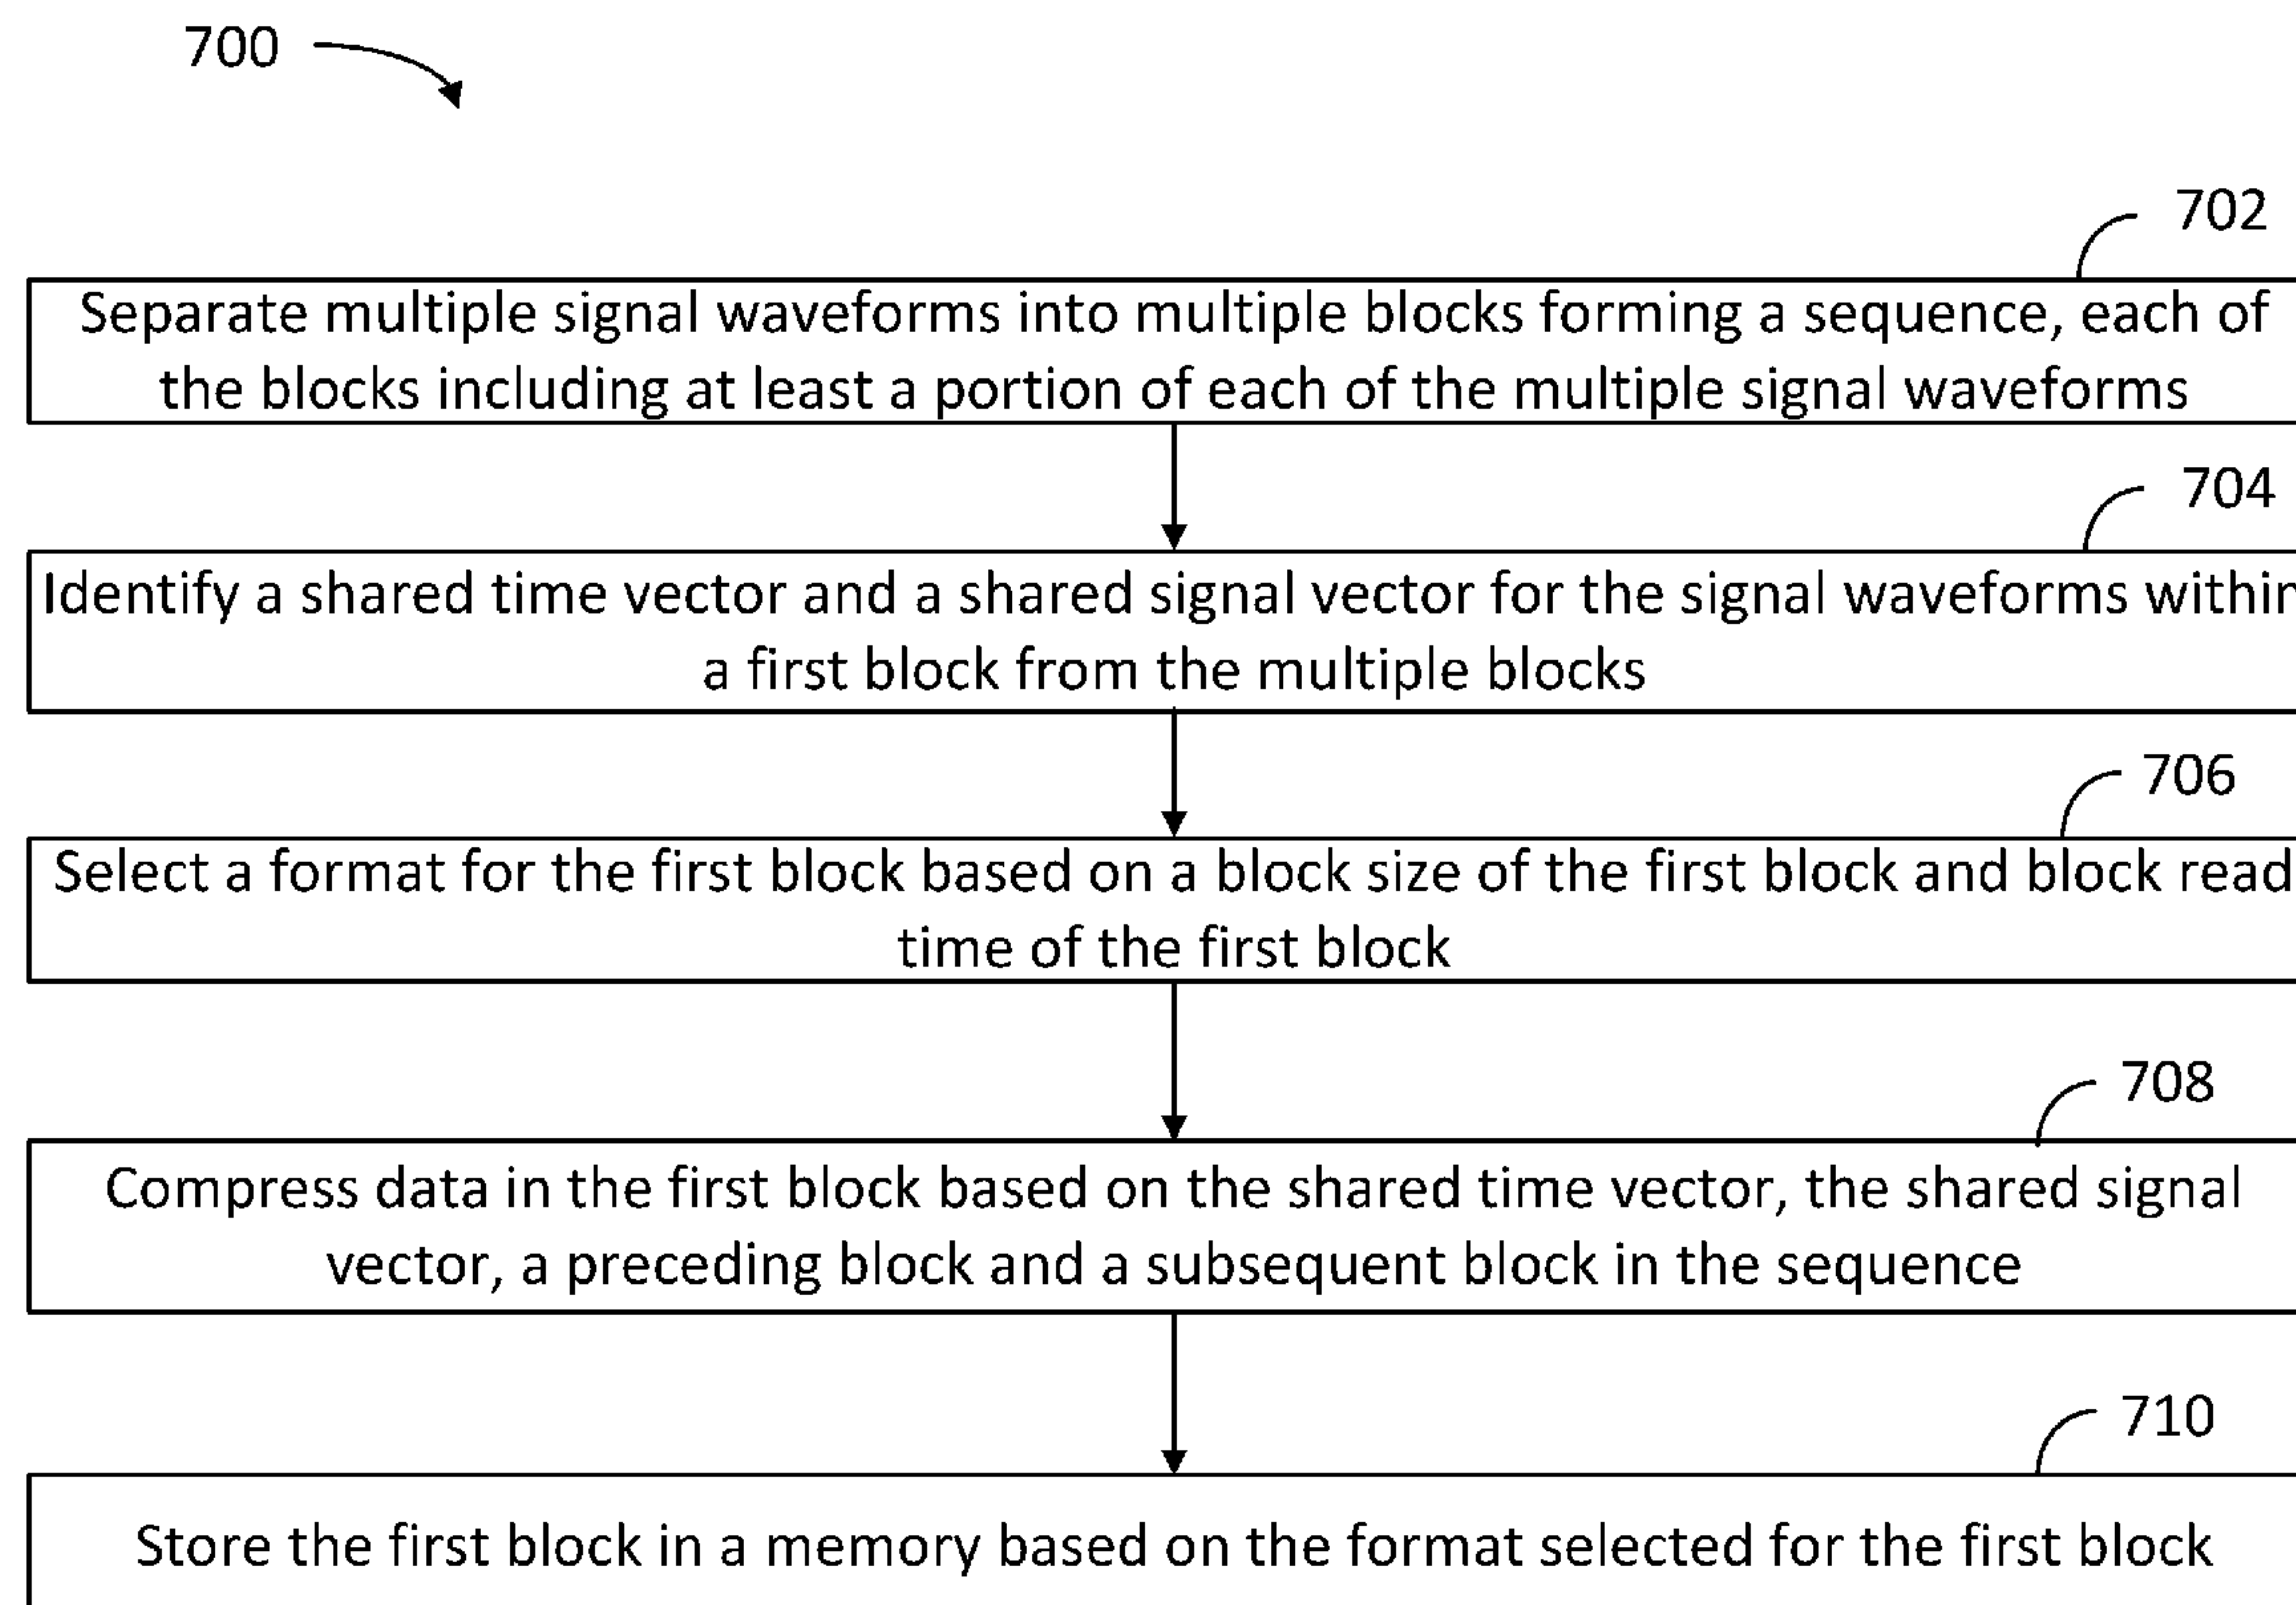 700
702
Separate multiple signal waveforms into multiple blocks forming a sequence, each of
the blocks including at least a portion of each of the multiple signal waveforms
704
Identify a shared time vector and a shared signal vector for the signal waveforms within
a first block from the multiple blocks
706
Select a format for the first block based on a block size of the first block and block read
time of the first block
708
Compress data in the first block based on the shared time vector, the shared signal
vector, a preceding block and a subsequent block in the sequence
710
Store the first block in a memory based on the format selected for the first block